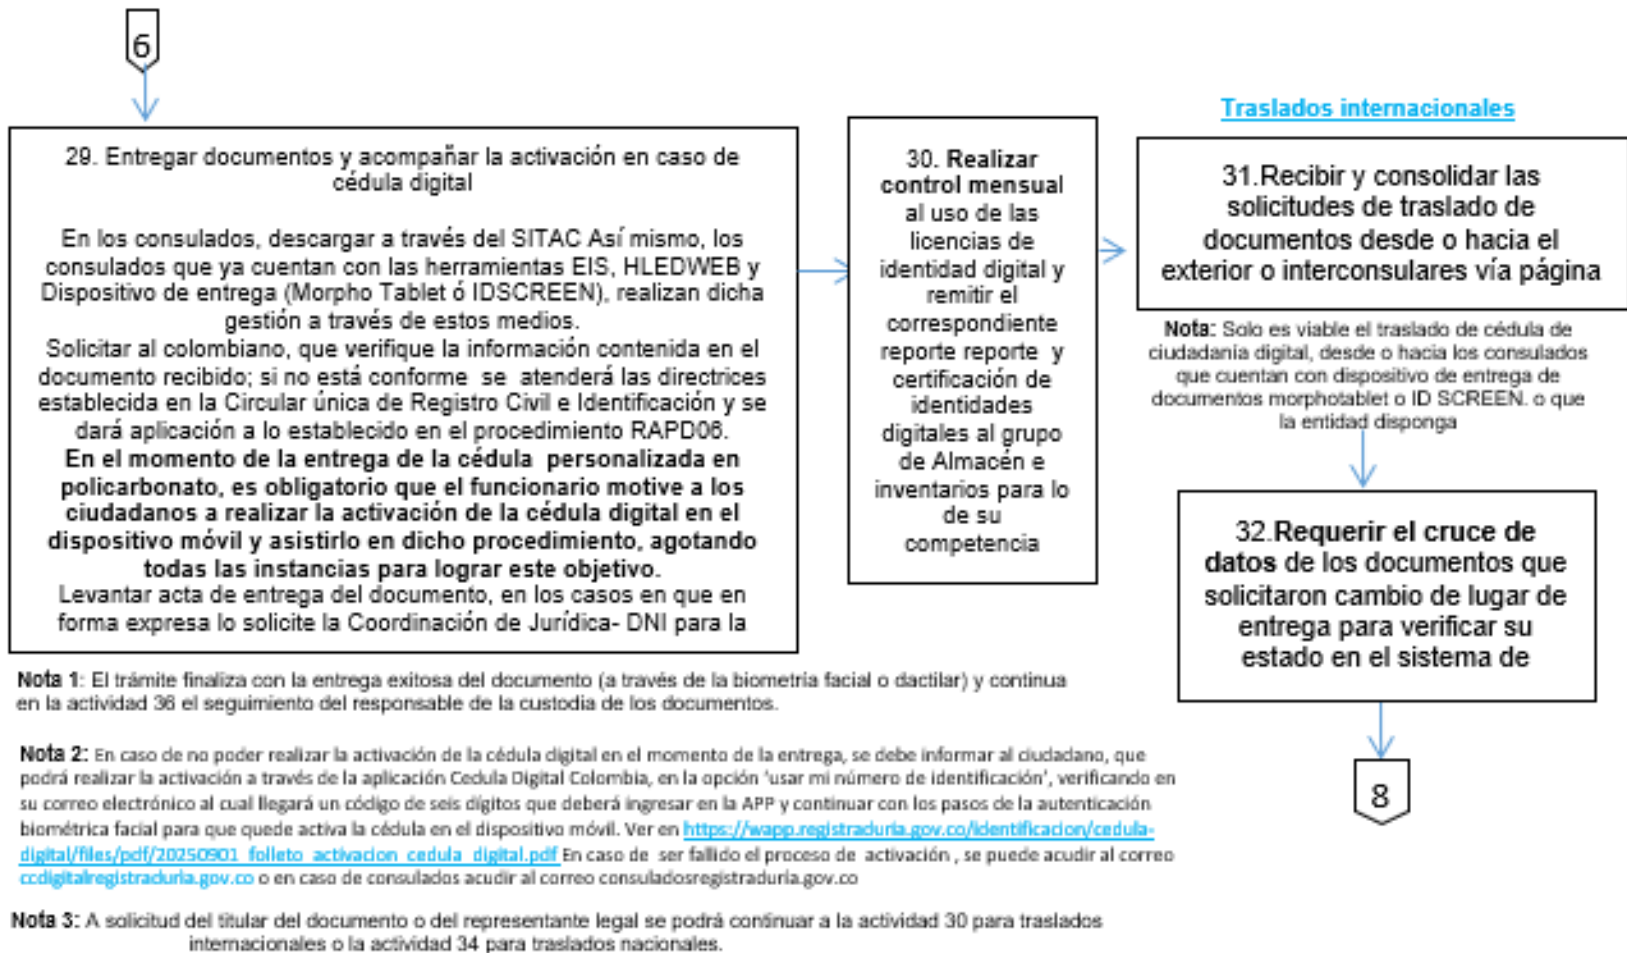 6
29. Entregar documentos y acompañar la activación en caso de
cédula digital
En los consulados, descargar a través del SITAC Así mismo, los
consulados que ya cuentan con las herramientas EIS, HLEDWEB y
Dispositivo de entrega (Morpho Tablet ó IDSCREEN), realizan dicha
gestión a través de estos medios.
Solicitar al colombiano, que verifique la información contenida en el
documento recibido; si no está conforme se atenderá las directrices
establecida en la Circular única de Registro Civil e Identificación y se
dará aplicación a lo establecido en el procedimiento RAPD06.
En el momento de la entrega de la cédula personalizada en
policarbonato, es obligatorio que el funcionario motive a los
ciudadanos a realizar la activación de la cédula digital en el
dispositivo móvil y asistirlo en dicho procedimiento, agotando
todas las instancias para lograr este objetivo.
Levantar acta de entrega del documento, en los casos en que en
forma expresa lo solicite la Coordinación de Jurídica- DNI para la
30. Realizar
control mensual
al uso de las
licencias de
identidad digital y
remitir el
correspondiente
reporte reporte y
certificación de
identidades
digitales al grupo
de Almacén e
inventarios para lo
de su
competencia
Traslados internacionales
31.Recibir y consolidar las
solicitudes de traslado de
documentos desde o hacia el
exterior o interconsulares vía página
Nota: Solo es viable el traslado de cédula de
ciudadanía digital, desde o hacia los consulados
que cuentan con dispositivo de entrega de
documentos morphotablet o ID SCREEN. o que
la entidad disponga
32.Requerir el cruce de
datos de los documentos que
solicitaron cambio de lugar de
entrega para verificar su
estado en el sistema de
8
Nota 1: El trámite finaliza con la entrega exitosa del documento (a través de la biometría facial o dactilar) y continua
en la actividad 36 el seguimiento del responsable de la custodia de los documentos.
Nota 2: En caso de no poder realizar la activación de la cédula digital en el momento de la entrega, se debe informar al ciudadano, que
podrá realizar la activación a través de la aplicación Cedula Digital Colombia, en la opción 'usar mi número de identificación', verificando en
su correo electrónico al cual llegará un código de seis dígitos que deberá ingresar en la APP y continuar con los pasos de la autenticación
biométrica facial para que quede activa la cédula en el dispositivo móvil. Ver en https://wapp.registraduria.gov.co/identificacion/cedula-
digital/files/pdf/20250901_folleto_activacion_cedula_digital.pdf En caso de ser fallido el proceso de activación , se puede acudir al correo
ccdigitalregistraduria.gov.co o en caso de consulados acudir al correo consuladosregistraduria.gov.co
Nota 3: A solicitud del titular del documento o del representante legal se podrá continuar a la actividad 30 para traslados
internacionales o la actividad 34 para traslados nacionales.